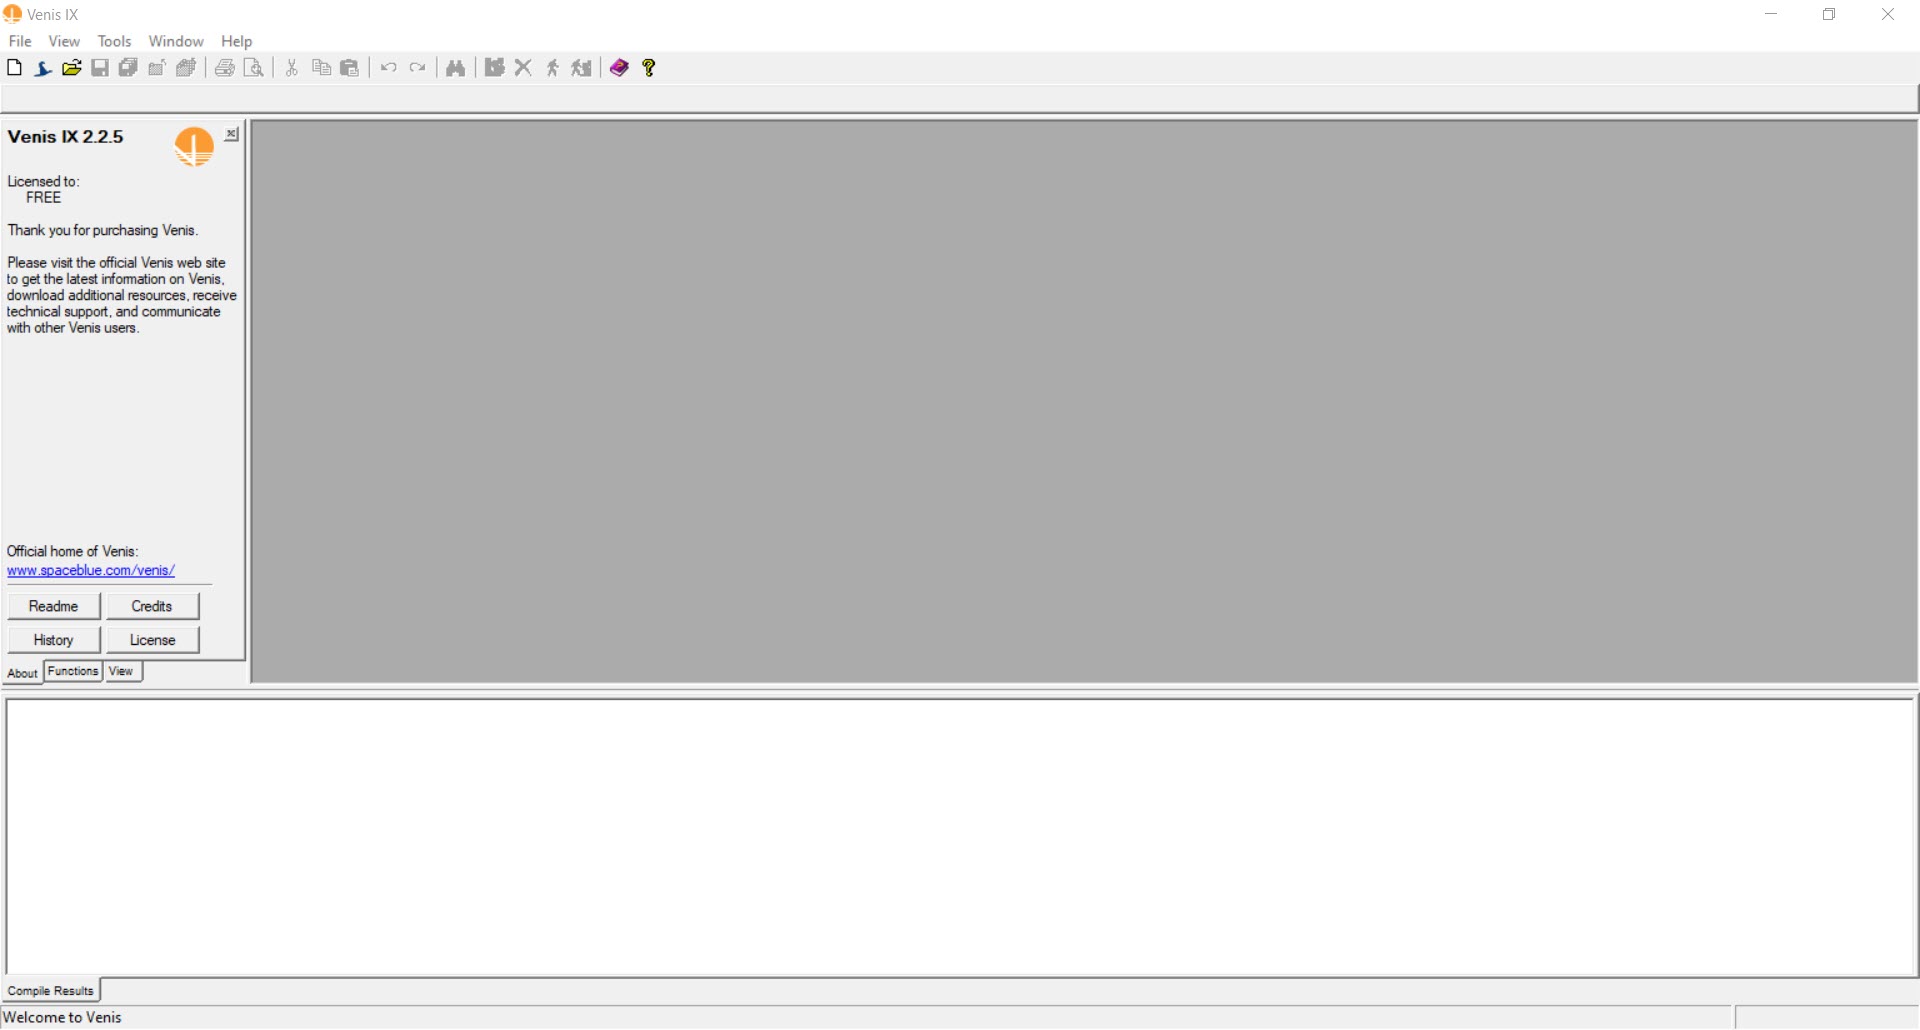 Venis IX
File View Tools Window Help
Venis IX 2.2.5
Licensed to:
FREE
Thank you for purchasing Venis.
Please visit the official Venis web site
to get the latest information on Venis,
download additional resources, receive
technical support, and communicate
with other Venis users.
Official home of Venis:
www.spaceblue.com/venis/
Readme Credits
History License
About Functions View
Compile Results
Welcome to Venis